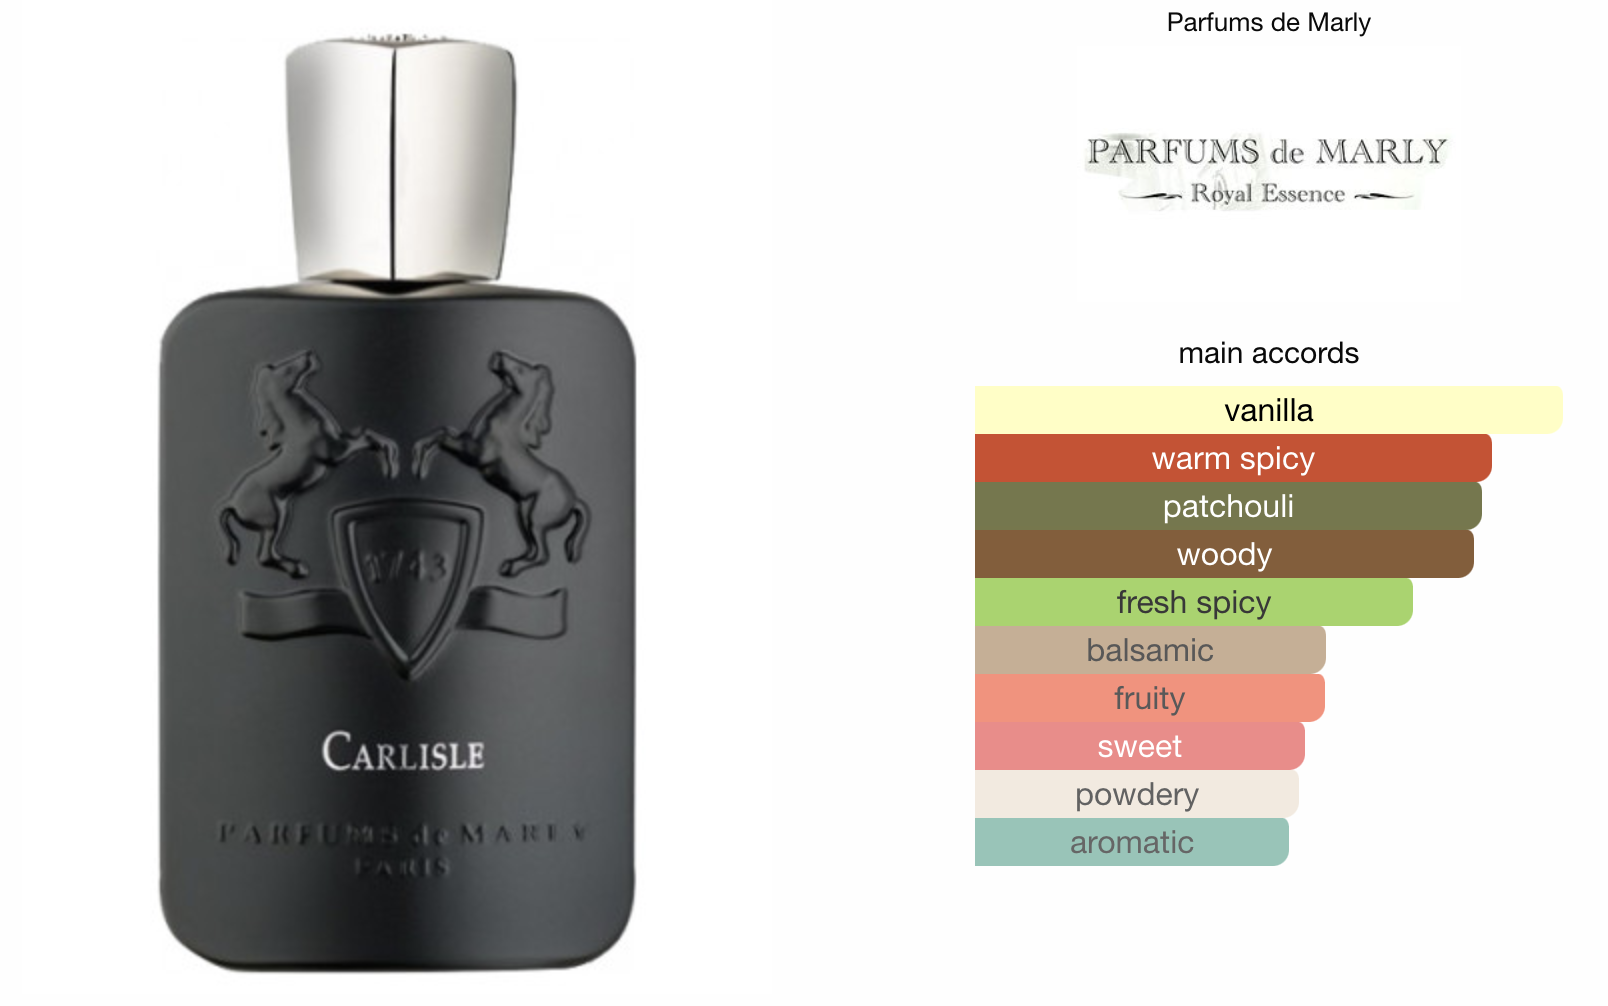 1743
CARLISLE
PARFUMS de MARLY
PARIS
Parfums de Marly
PARFUMS de MARLY
Royal Essence
main accords
vanilla
warm spicy
patchouli
woody
fresh spicy
balsamic
fruity
sweet
powdery
aromatic